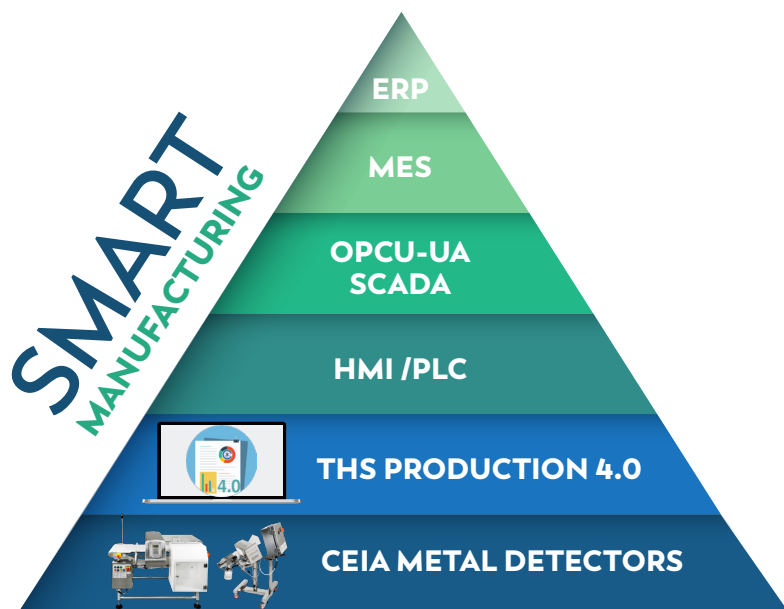 SMART
MANUFACTURING
ERP
MES
OPCU-UA
SCADA
HMI /PLC
4.0
THS PRODUCTION 4.0
CEIA METAL DETECTORS